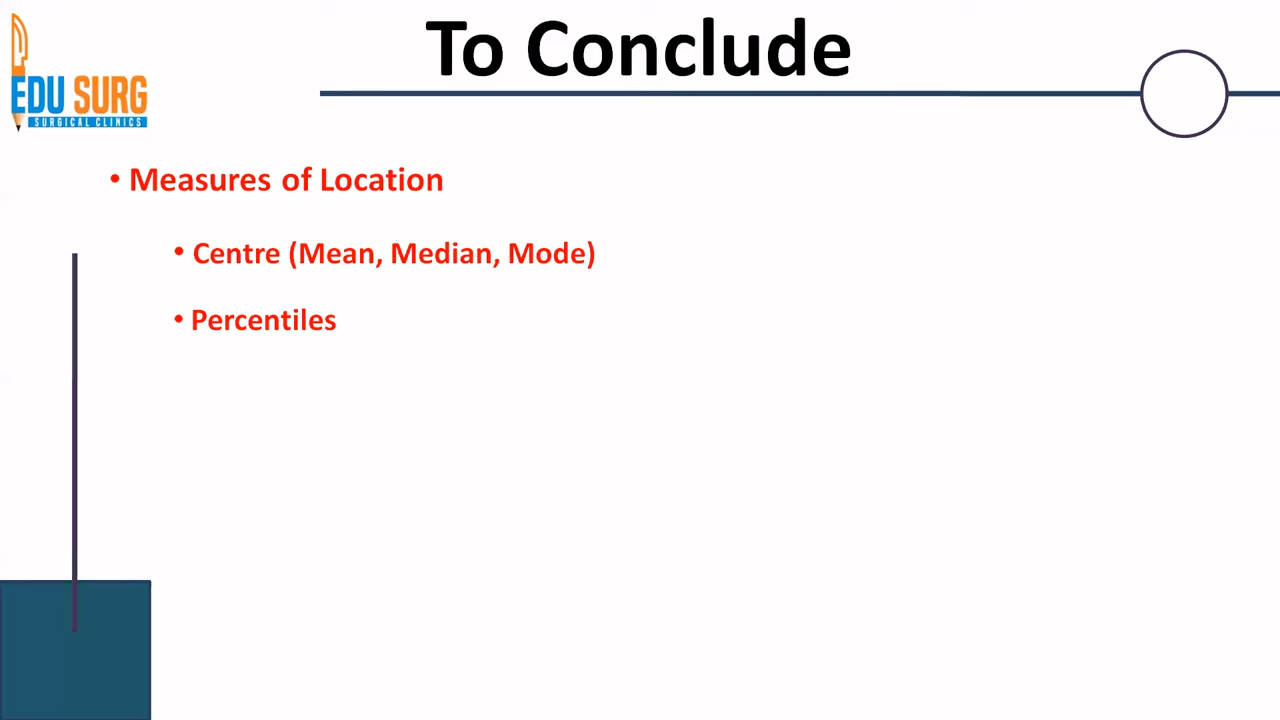 To Conclude
EDU SURG
SURGICAL CLINICS
• Measures of Location
• Centre (Mean, Median, Mode)
• Percentiles